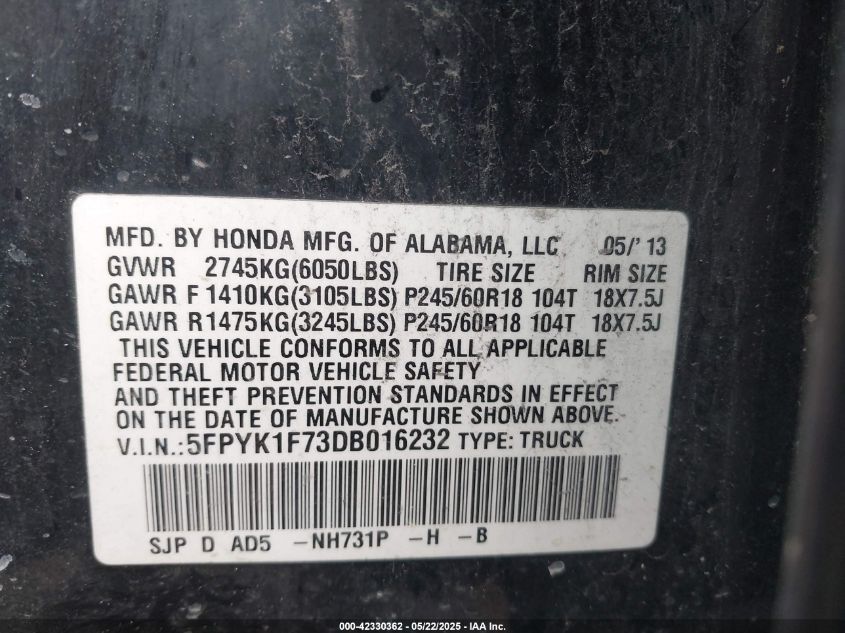 MFD. BY HONDA MFG. OF ALABAMA, LLC 05/'13
GVWR 2745KG(6050LBS) TIRE SIZE RIM SIZE
GAWR F 1410KG(3105LBS) P245/60R18 104T 18X7.5J
GAWR R1475KG(3245LBS) P245/60R18 104T 18X7.5J
THIS VEHICLE CONFORMS TO ALL APPLICABLE
FEDERAL MOTOR VEHICLE SAFETY
AND THEFT PREVENTION STANDARDS IN EFFECT
ON THE DATE OF MANUFACTURE SHOWN ABOVE.
V.I.N.:5FPYK1F73DB016232 TYPE: TRUCK
SJP D AD5 -NH731P -H -B
000-42330362 - 05/22/2025 - IAA Inc.